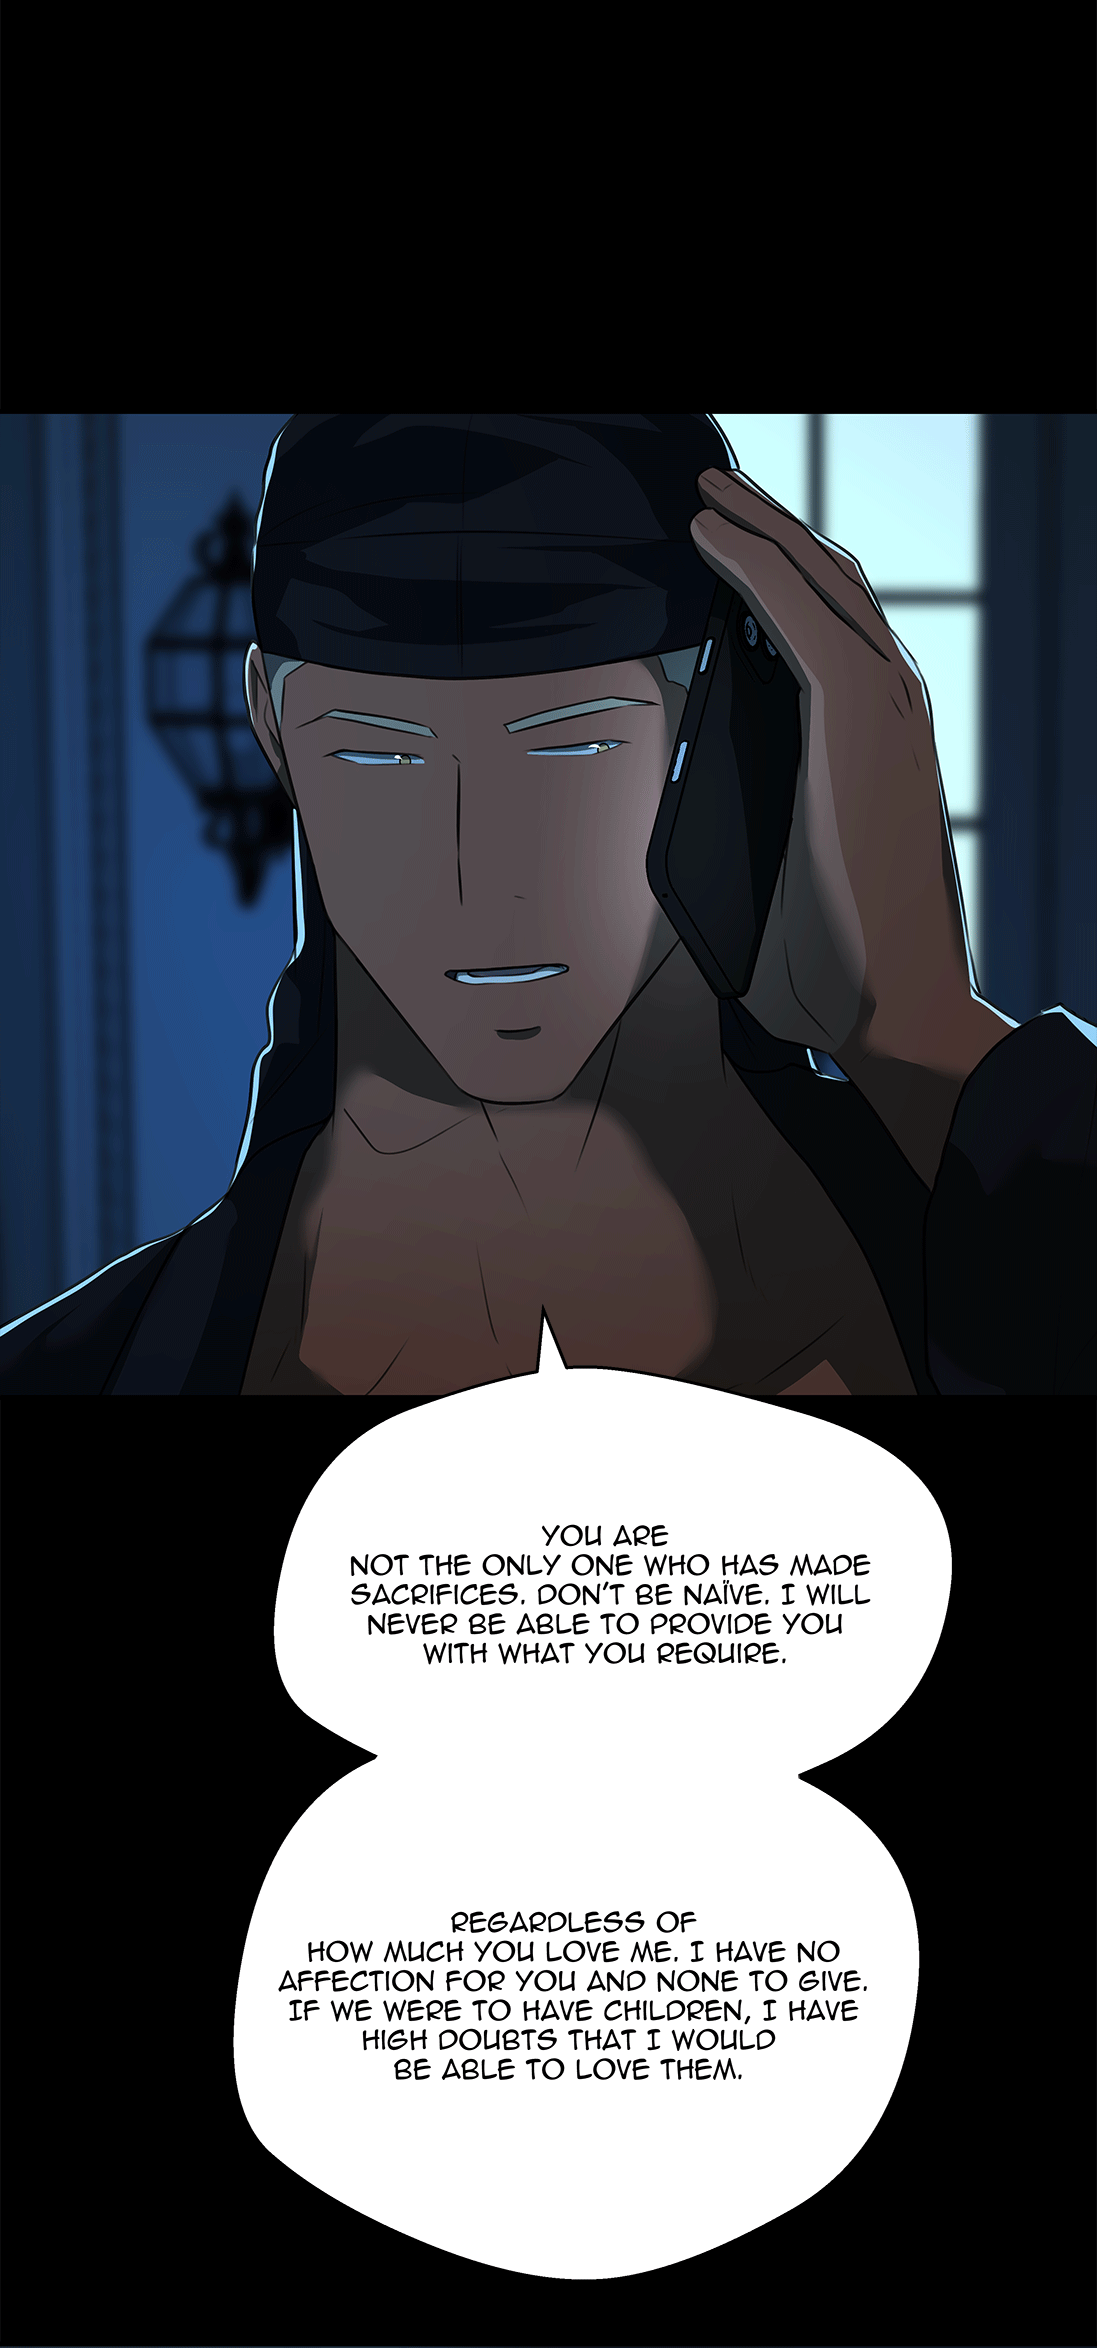 YOU ARE
NOT THE ONLY ONE WHO HAS MADE
SACRIFICES. DON'T BE NAÏVE. I WILL
NEVER BE ABLE TO PROVIDE YOU
WITH WHAT YOU REQUIRE.
REGARDLESS OF
HOW MUCH YOU LOVE ME. I HAVE NO
AFFECTION FOR YOU AND NONE TO GIVE.
IF WE WERE TO HAVE CHILDREN, I HAVE
HIGH DOUBTS THAT I WOULD
BE ABLE TO LOVE THEM.